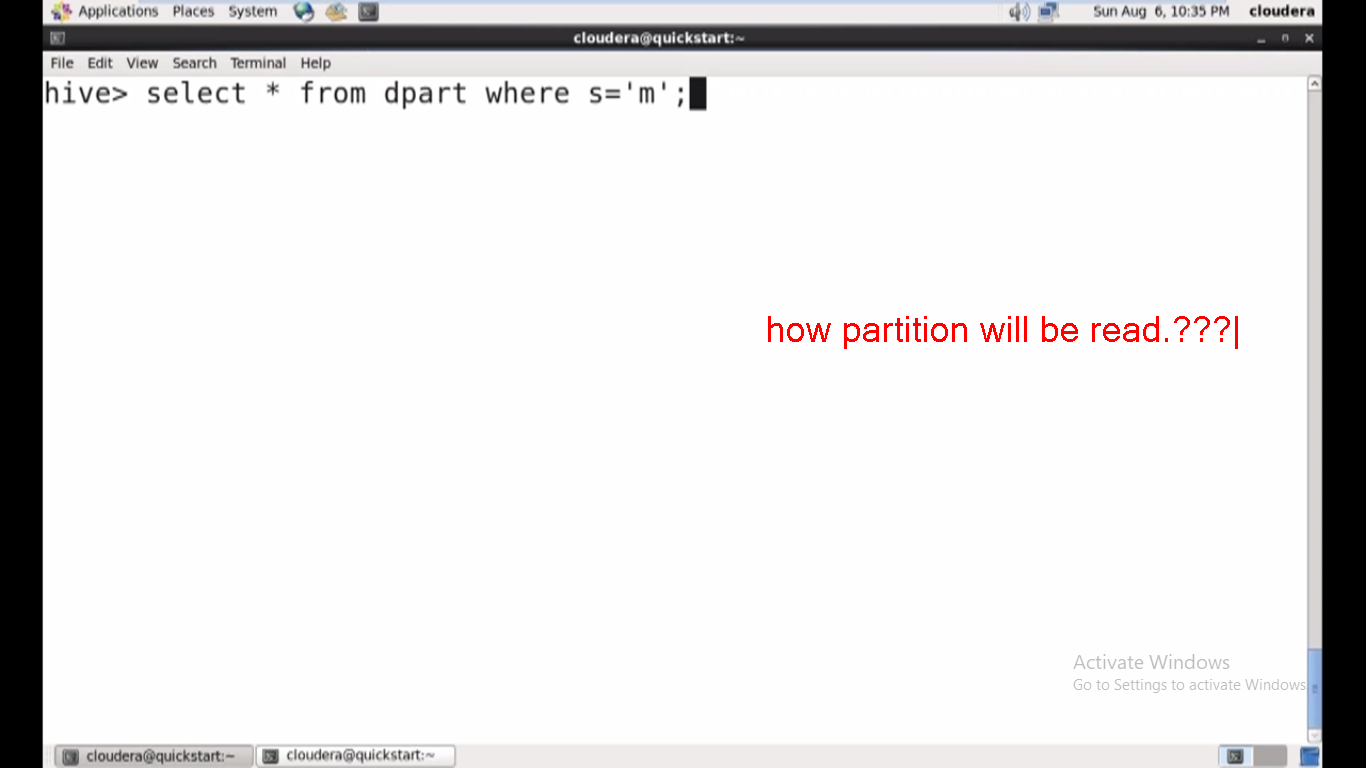 Applications Places System Sun Aug 6, 10:35 PM cloudera
cloudera@quickstart:~
File Edit View Search Terminal Help
hive> select * from dpart where s='m';
how partition will be read.???|
Activate Windows
Go to Settings to activate Windows.
cloudera@quickstart:~ cloudera@quickstart:~